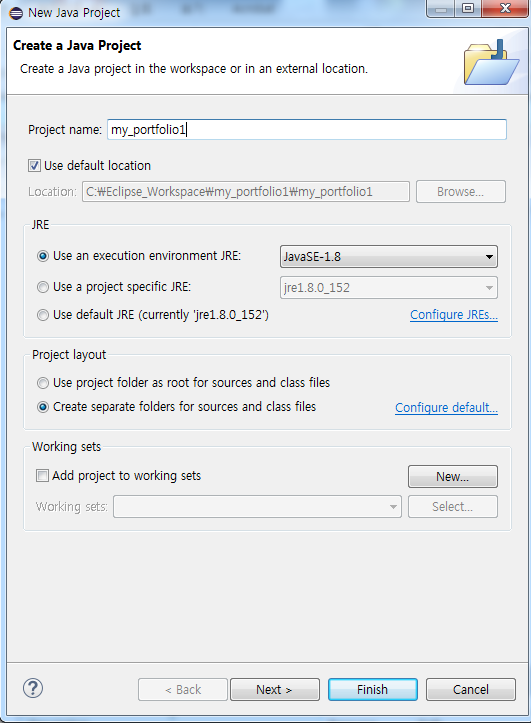 New Java Project
Create a Java Project
Create a Java project in the workspace or in an external location.
Project name: my_portfolio1
Use default location
Location: C:₩Eclipse_Workspace₩my_portfolio1₩my_portfolio1 Browse...
JRE
Use an execution environment JRE: JavaSE-1.8
Use a project specific JRE: jre1.8.0_152
Use default JRE (currently 'jre1.8.0_152') Configure JREs...
Project layout
Use project folder as root for sources and class files
Create separate folders for sources and class files Configure default...
Working sets
Add project to working sets New...
Working sets: Select...
? < Back Next > Finish Cancel